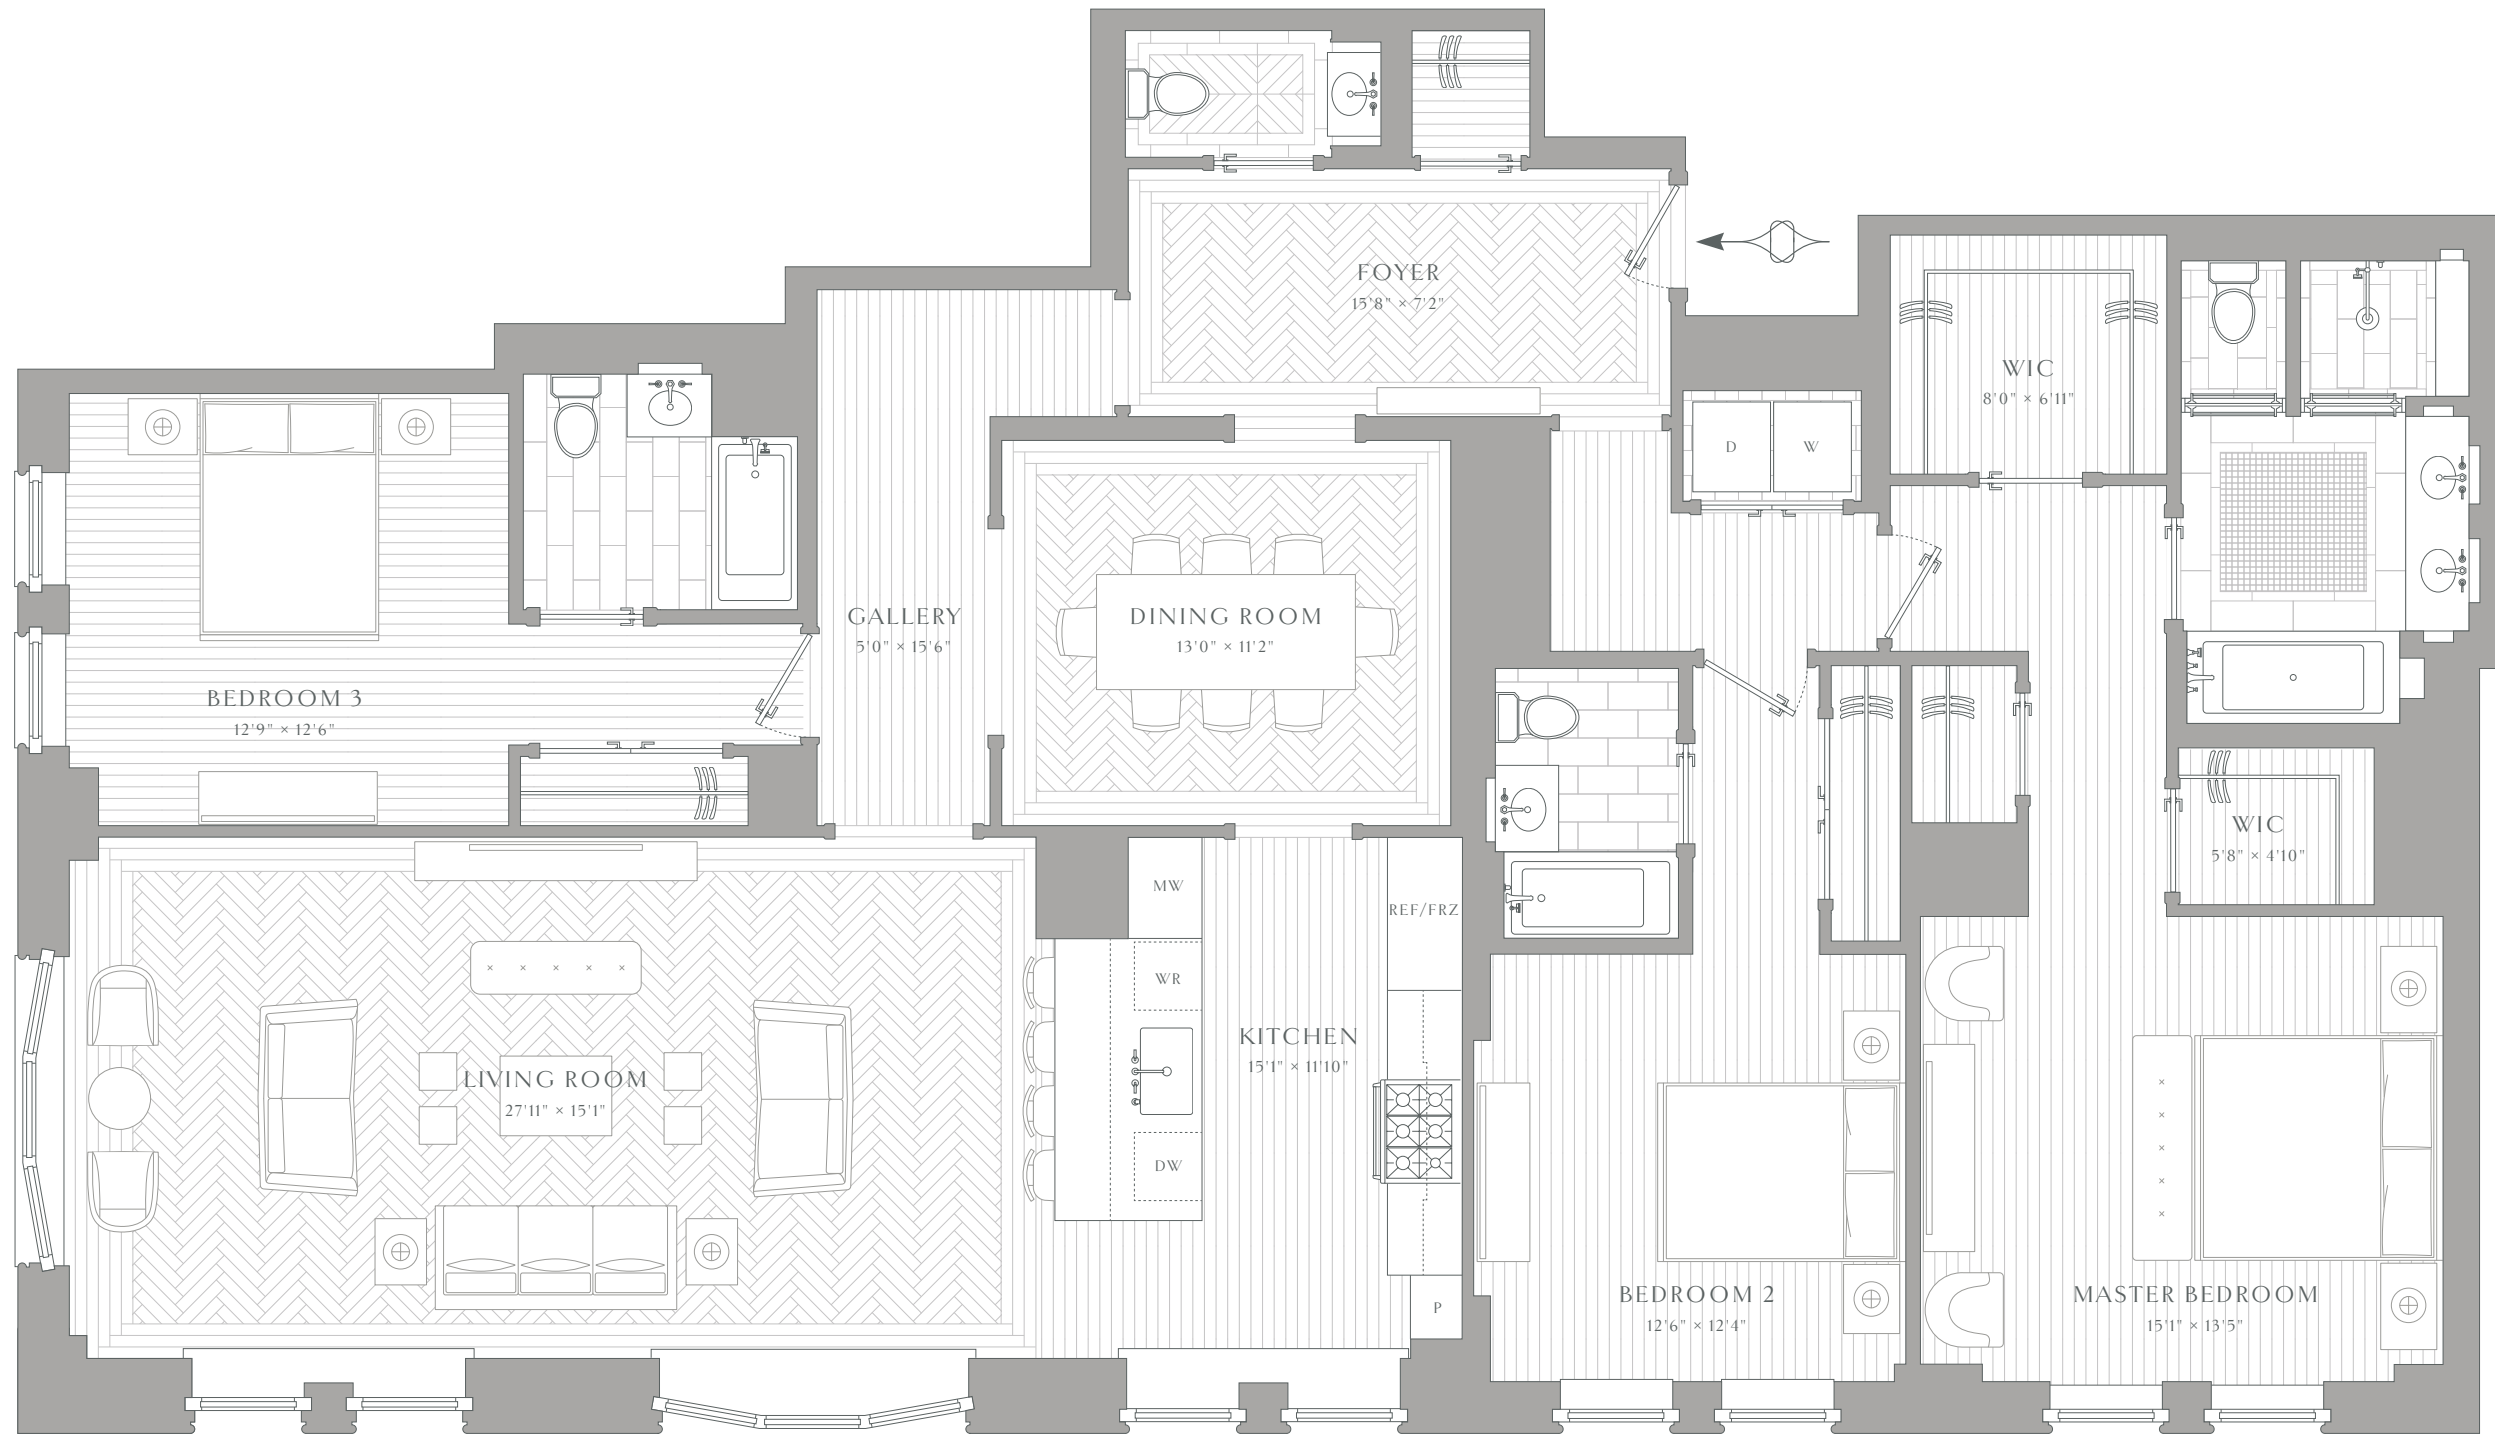 FOYER
15'8" × 7'2"
WIC
8'0" × 6'11"
D
W
GALLERY
5'0" × 15'6"
DINING ROOM
13'0" × 11'2"
BEDROOM 3
12'9" × 12'6"
WIC
5'8" × 4'10"
MW
REF/FRZ
WR
KITCHEN
15'1" × 11'10"
LIVING ROOM
27'11" × 15'1"
DW
P
BEDROOM 2
12'6" × 12'4"
MASTER BEDROOM
15'1" × 13'5"